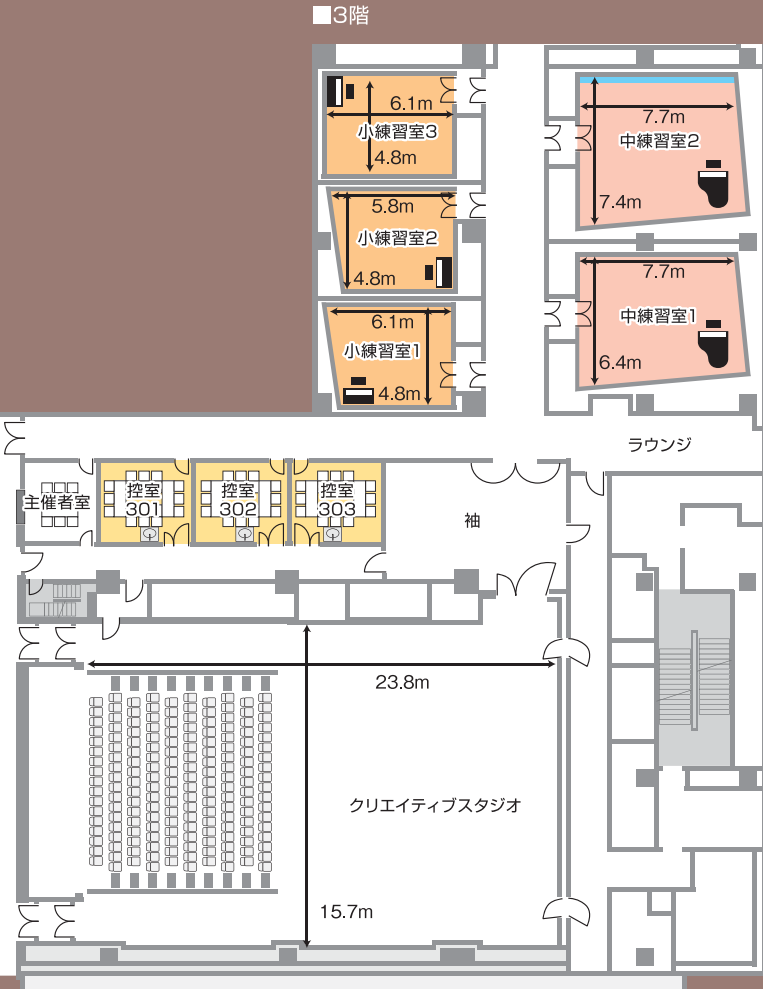 ■3階
6.1m
小練習室3
4.8m
7.7m
中練習室2
7.4m
5.8m
小練習室2
4.8m
7.7m
中練習室1
6.4m
6.1m
小練習室1
4.8m
ラウンジ
主催者室
控室
301
控室
302
控室
303
袖
23.8m
クリエイティブスタジオ
15.7m